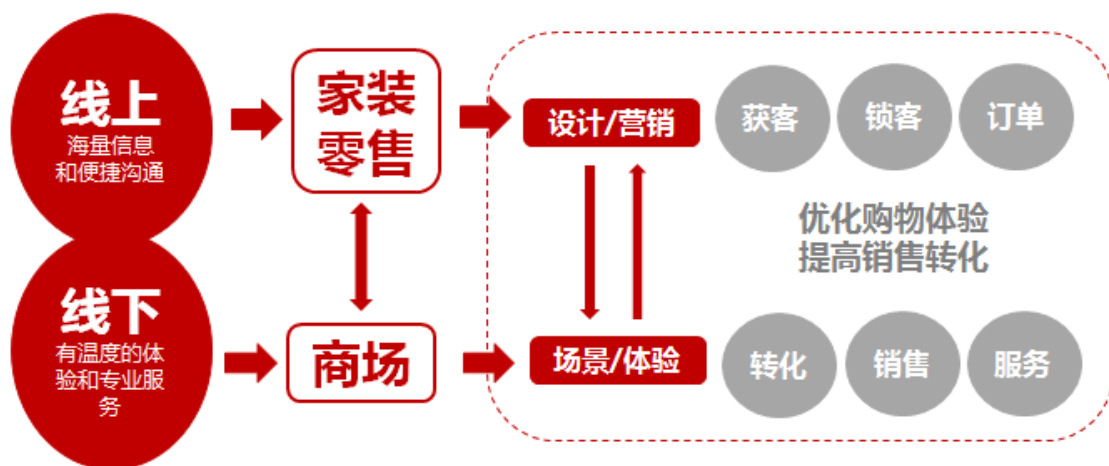 线上
海量信息
和便捷沟通
家装
零售
设计/营销
获客
锁客
订单
优化购物体验
提高销售转化
线下
有温度的体
验和专业服
务
商场
场景/体验
转化
销售
服务